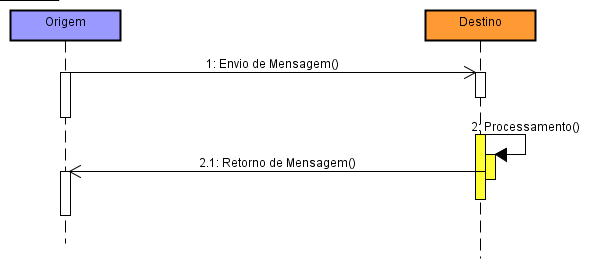 Origem
Destino
1: Envio de Mensagem()
2: Processamento()
2.1: Retorno de Mensagem()